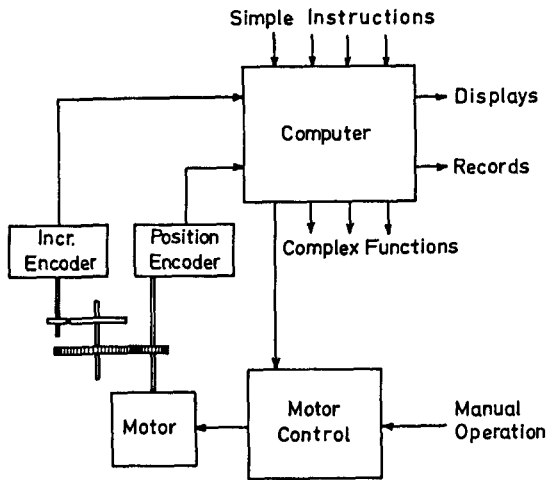 Simple Instructions
Displays
Computer
Records
Incr.
Encoder
Position
Encoder
Complex Functions
Motor
Motor
Control
Manual
Operation